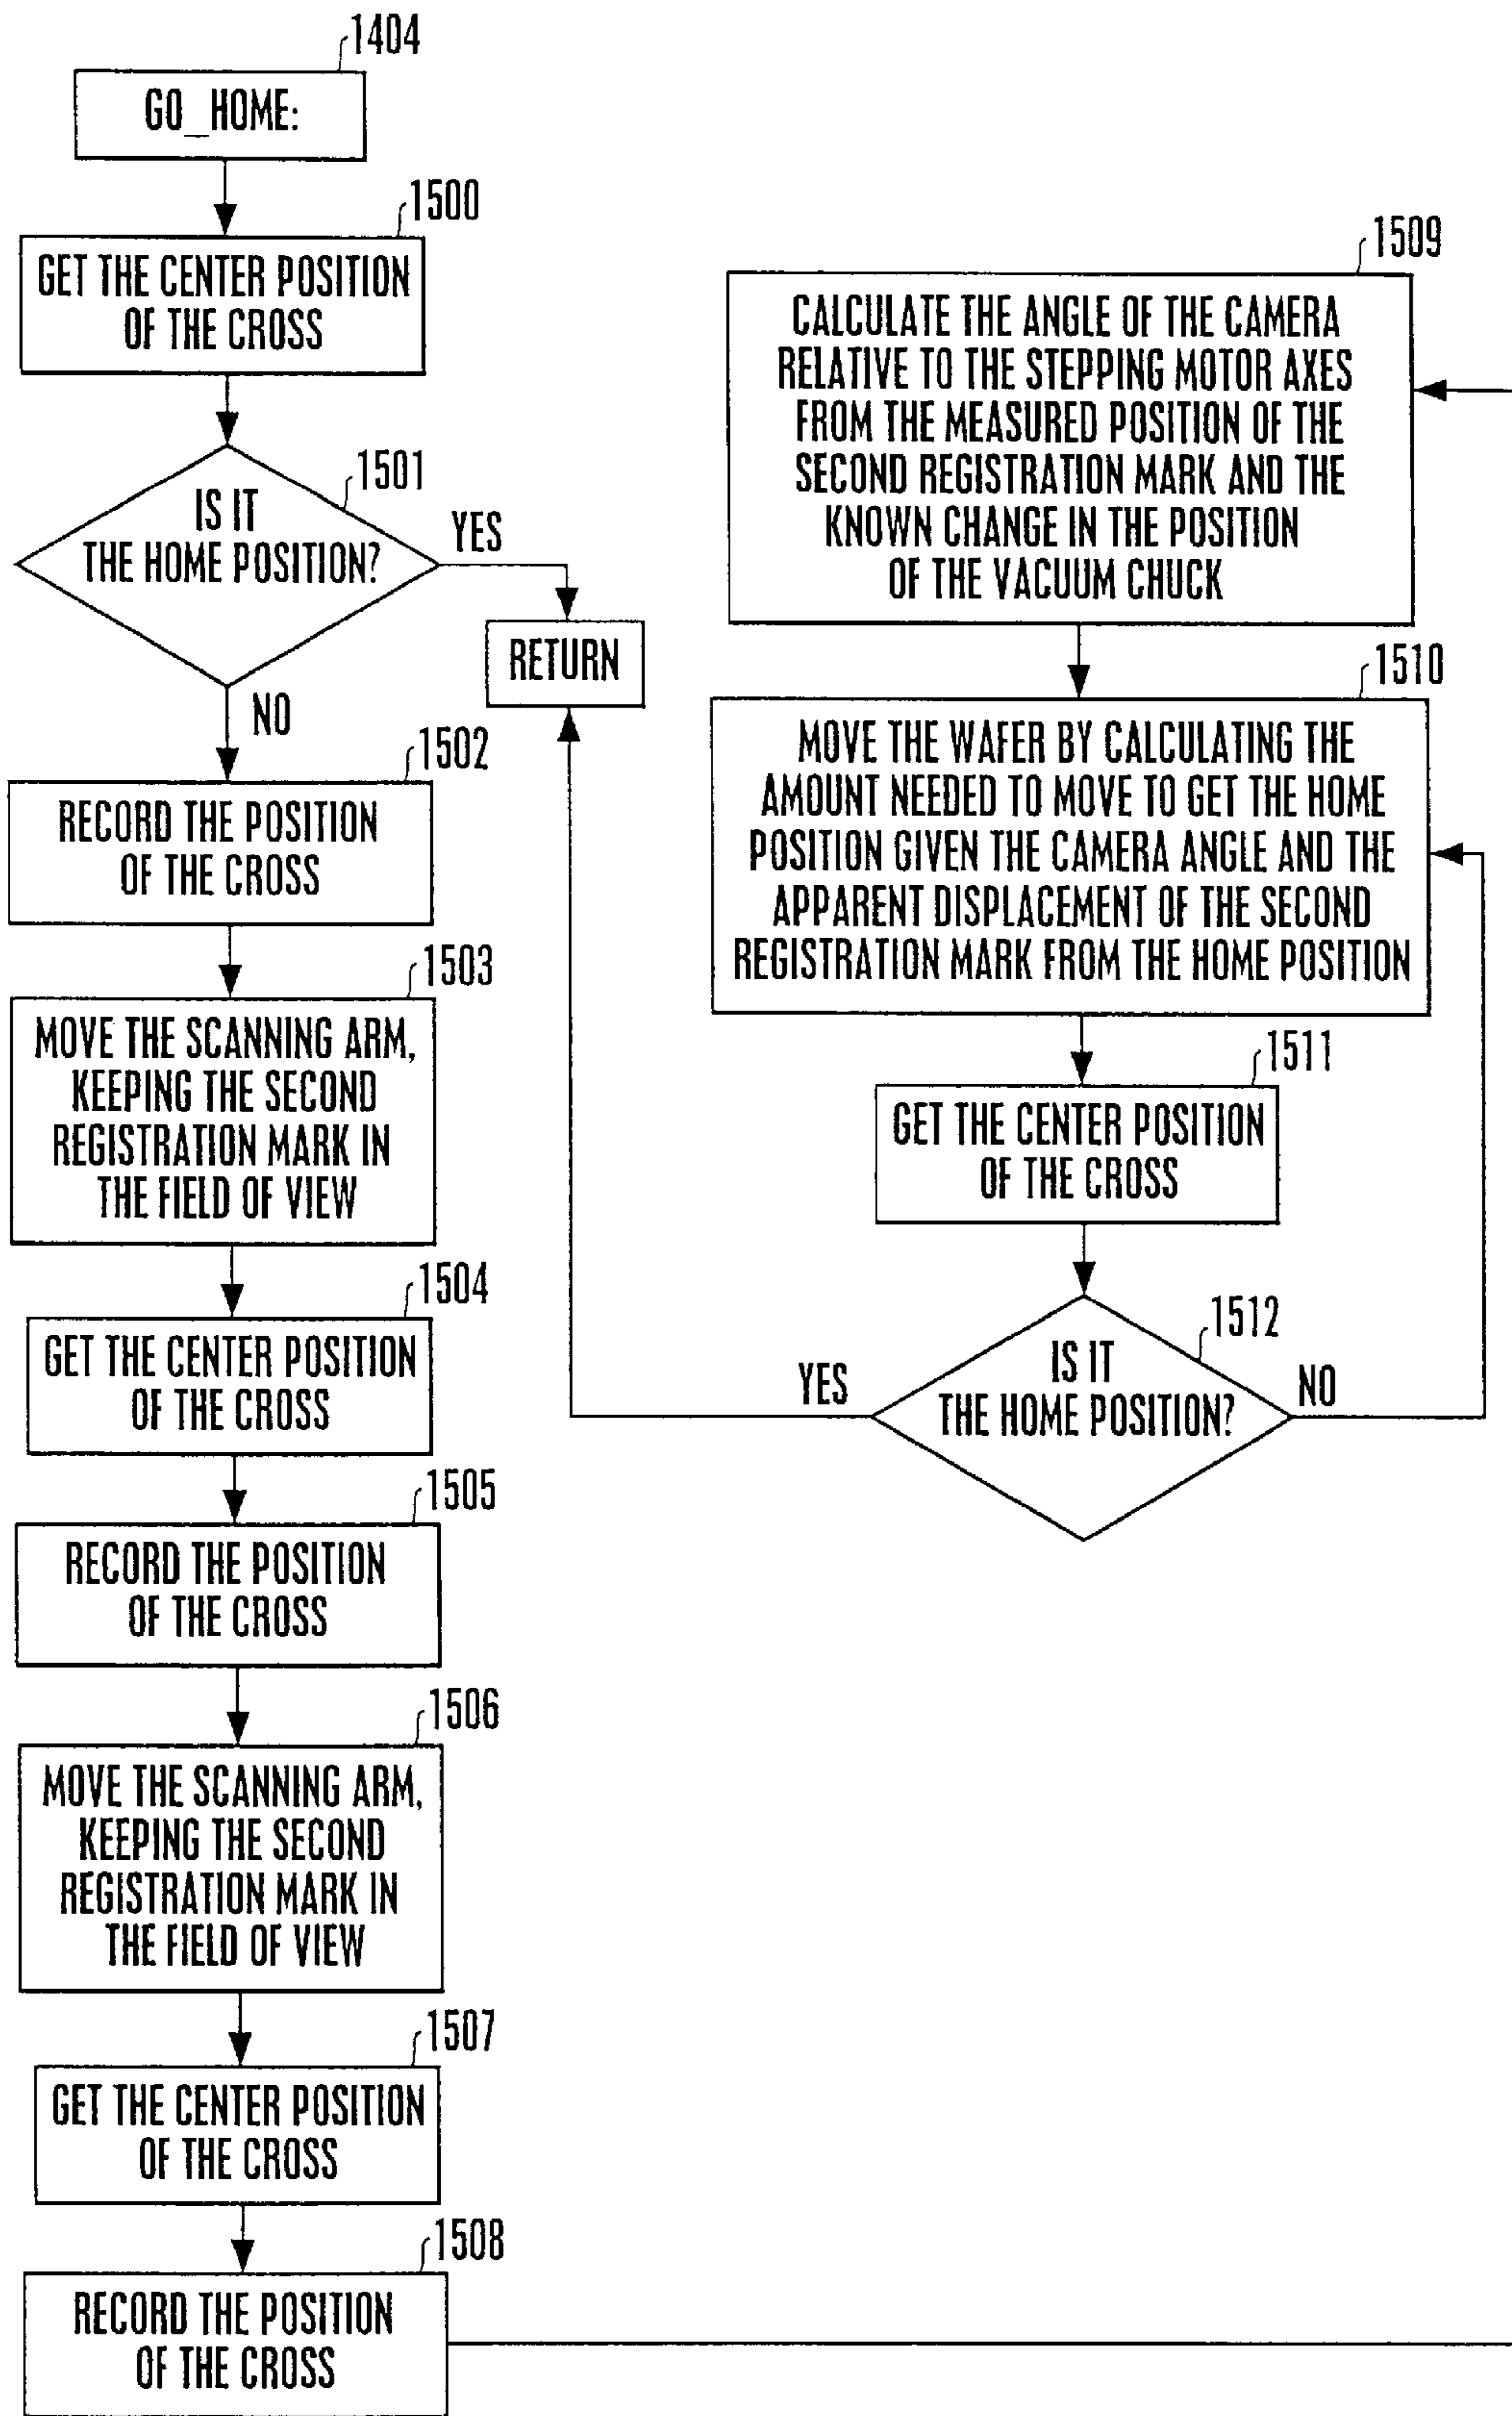 1404
GO_HOME:
1500
GET THE CENTER POSITION
OF THE CROSS
1501
IS IT
THE HOME POSITION?
YES
RETURN
NO
1502
RECORD THE POSITION
OF THE CROSS
1503
MOVE THE SCANNING ARM,
KEEPING THE SECOND
REGISTRATION MARK IN
THE FIELD OF VIEW
1504
GET THE CENTER POSITION
OF THE CROSS
1505
RECORD THE POSITION
OF THE CROSS
1506
MOVE THE SCANNING ARM,
KEEPING THE SECOND
REGISTRATION MARK IN
THE FIELD OF VIEW
1507
GET THE CENTER POSITION
OF THE CROSS
1508
RECORD THE POSITION
OF THE CROSS
1509
CALCULATE THE ANGLE OF THE CAMERA
RELATIVE TO THE STEPPING MOTOR AXES
FROM THE MEASURED POSITION OF THE
SECOND REGISTRATION MARK AND THE
KNOWN CHANGE IN THE POSITION
OF THE VACUUM CHUCK
1510
MOVE THE WAFER BY CALCULATING THE
AMOUNT NEEDED TO MOVE TO GET THE HOME
POSITION GIVEN THE CAMERA ANGLE AND THE
APPARENT DISPLACEMENT OF THE SECOND
REGISTRATION MARK FROM THE HOME POSITION
1511
GET THE CENTER POSITION
OF THE CROSS
1512
IS IT
THE HOME POSITION?
YES
NO